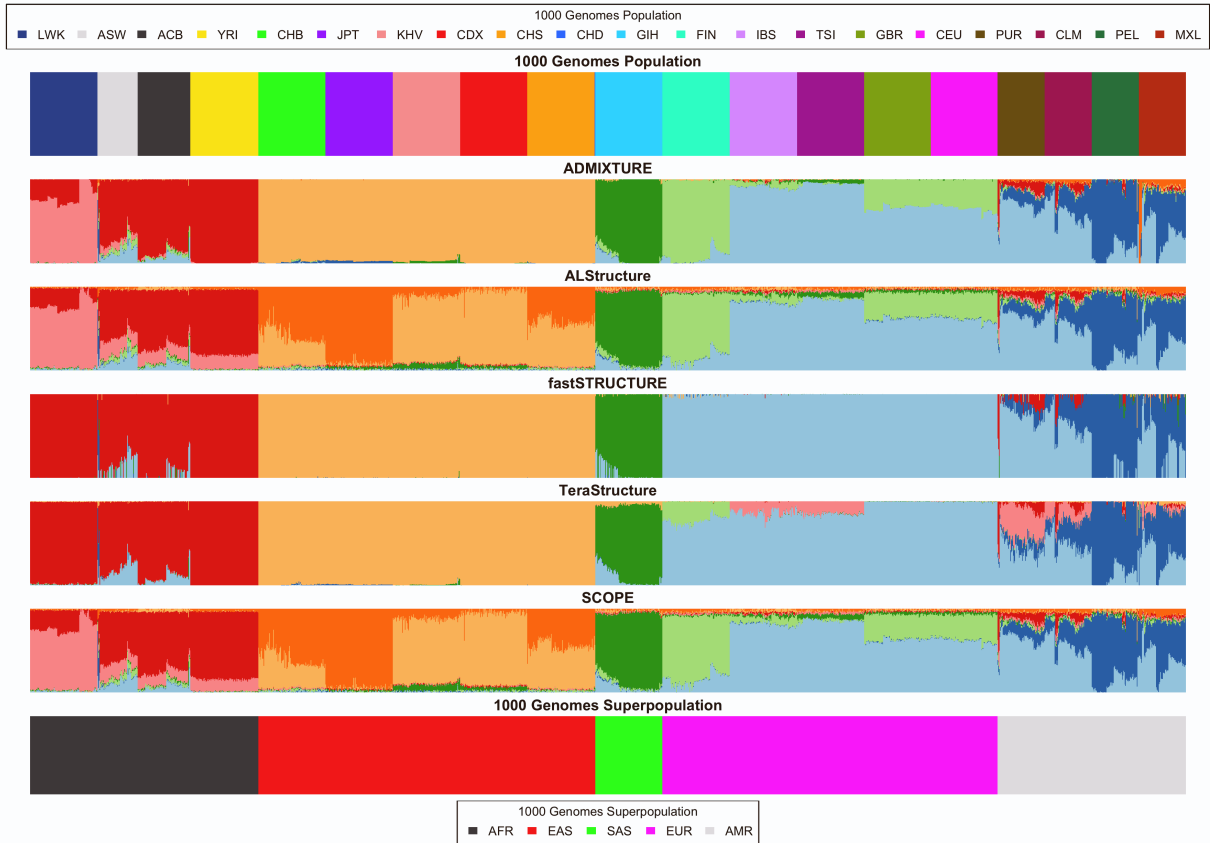 1000 Genomes Population
LWK ASW ACB YRI CHB JPT KHV CDX CHS CHD GIH FIN IBS TSI GBR CEU PUR CLM PEL MXL
1000 Genomes Population
ADMIXTURE
ALStructure
fastSTRUCTURE
TeraStructure
SCOPE
1000 Genomes Superpopulation
1000 Genomes Superpopulation
AFR EAS SAS EUR AMR